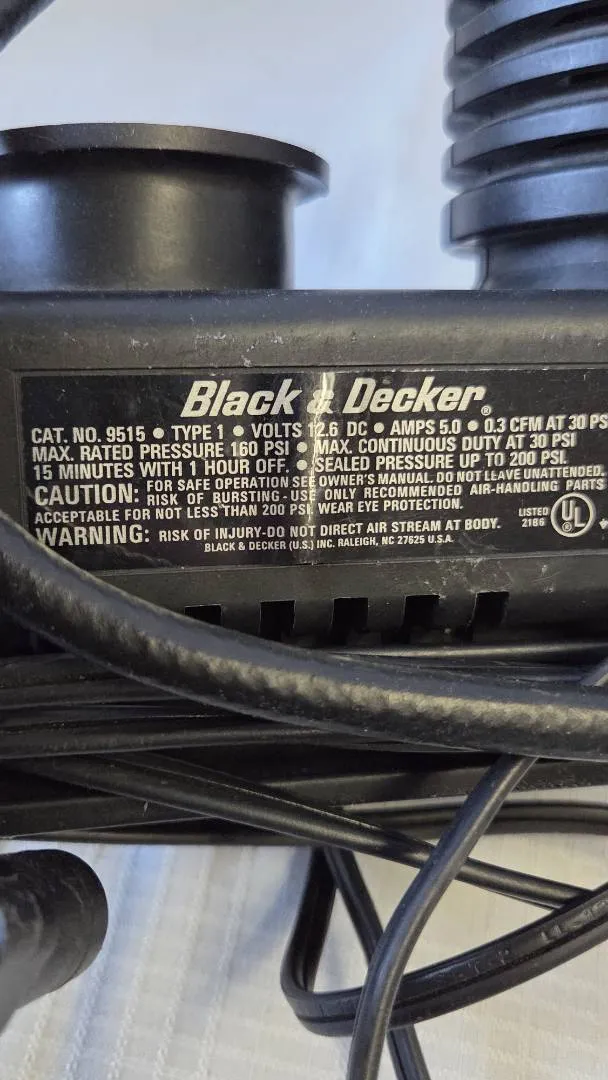 Black & Decker®
CAT. NO. 9515 • TYPE 1 • VOLTS 12.6 DC • AMPS 5.0 • 0.3 CFM AT 30 PS
MAX. RATED PRESSURE 160 PSI • MAX. CONTINUOUS DUTY AT 30 PSI
15 MINUTES WITH 1 HOUR OFF. • SEALED PRESSURE UP TO 200 PSI.
CAUTION: FOR SAFE OPERATION SEE OWNER'S MANUAL. DO NOT LEAVE UNATTENDED.
RISK OF BURSTING - USE ONLY RECOMMENDED AIR-HANDLING PARTS
ACCEPTABLE FOR NOT LESS THAN 200 PSI. WEAR EYE PROTECTION.
WARNING: RISK OF INJURY-DO NOT DIRECT AIR STREAM AT BODY.
BLACK & DECKER (U.S.) INC. RALEIGH, NC 27625 U.S.A.
LISTED
2186
UL
®